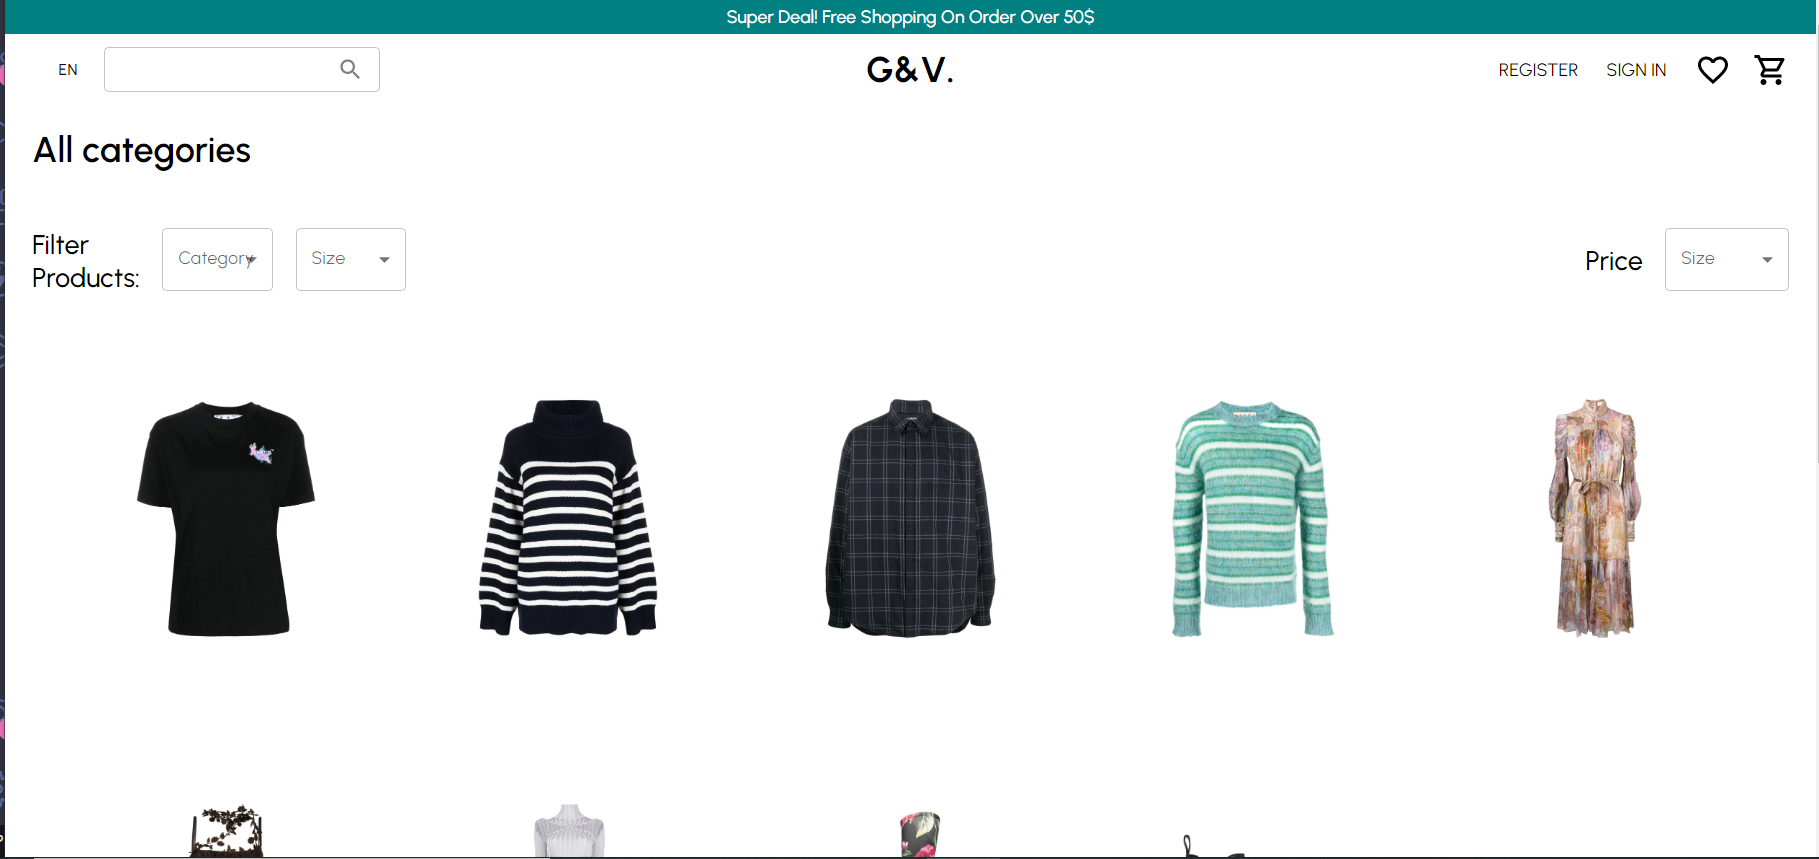 Super Deal! Free Shopping On Order Over 50$
EN
G&V.
REGISTER
SIGN IN
All categories
Filter
Products:
Category
Size
Price
Size